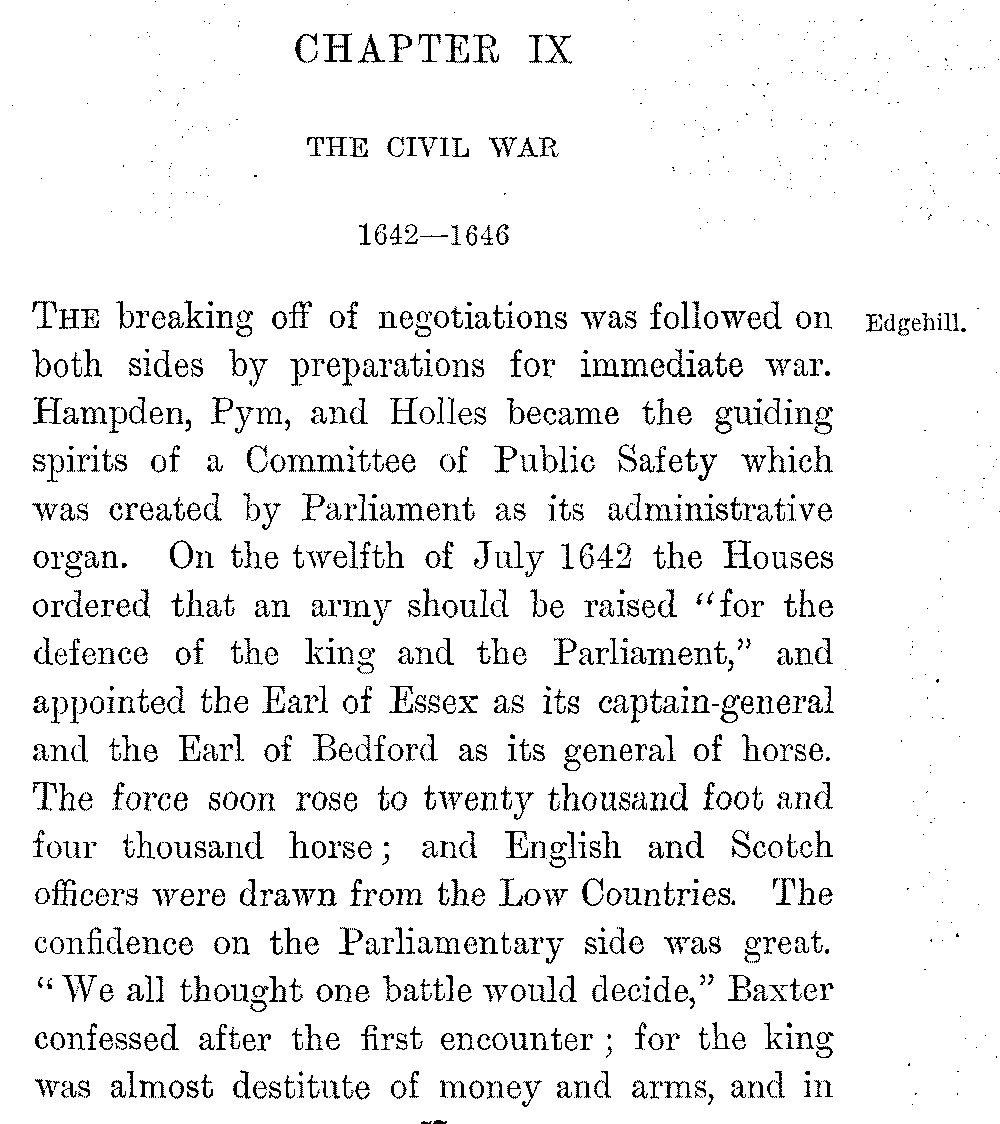 CHAPTER IX
THE CIVIL WAR
1642—1646
THE breaking off of negotiations was followed on
Edgehill.
both sides by preparations for immediate war.
Hampden, Pym, and Holles became the guiding
spirits of a Committee of Public Safety which
was created by Parliament as its administrative
organ. On the twelfth of July 1642 the Houses
ordered that an army should be raised “for the
defence of the king and the Parliament,” and
appointed the Earl of Essex as its captain-general
and the Earl of Bedford as its general of horse.
The force soon rose to twenty thousand foot and
four thousand horse; and English and Scotch
officers were drawn from the Low Countries. The
confidence on the Parliamentary side was great.
“We all thought one battle would decide,” Baxter
confessed after the first encounter; for the king
was almost destitute of money and arms, and in